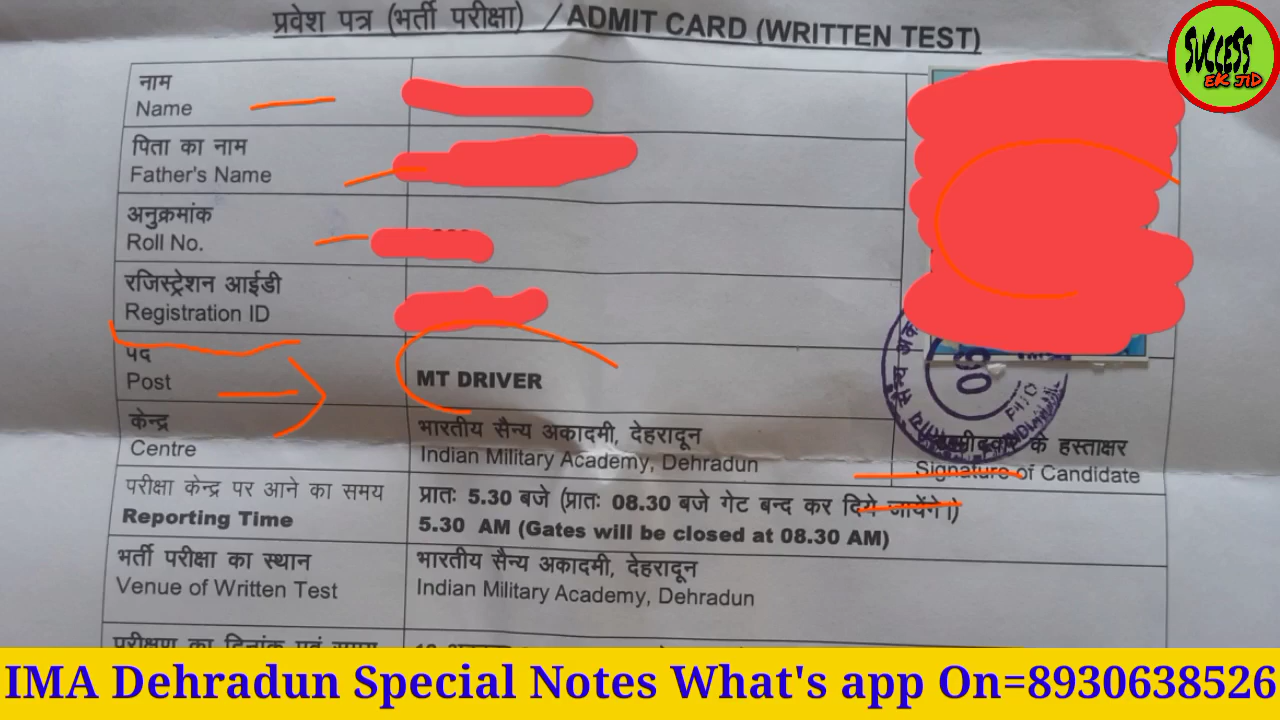 प्रवेश पत्र (भर्ती परीक्षा) / ADMIT CARD (WRITTEN TEST)
SUCCESS
EK JID
नाम
Name
पिता का नाम
Father's Name
अनुक्रमांक
Roll No.
रजिस्ट्रेशन आईडी
Registration ID
पद
Post
MT DRIVER
केन्द्र
Centre
भारतीय सैन्य अकादमी, देहरादून
Indian Military Academy, Dehradun
के हस्ताक्षर
Signature of Candidate
परीक्षा केन्द्र पर आने का समय
Reporting Time
प्रातः 5.30 बजे (प्रातः 08.30 बजे गेट बन्द कर दिये जायेंगे।)
5.30 AM (Gates will be closed at 08.30 AM)
भर्ती परीक्षा का स्थान
Venue of Written Test
भारतीय सैन्य अकादमी, देहरादून
Indian Military Academy, Dehradun
परीक्षण का दिनांक एवं समय
IMA Dehradun Special Notes What's app On=8930638526